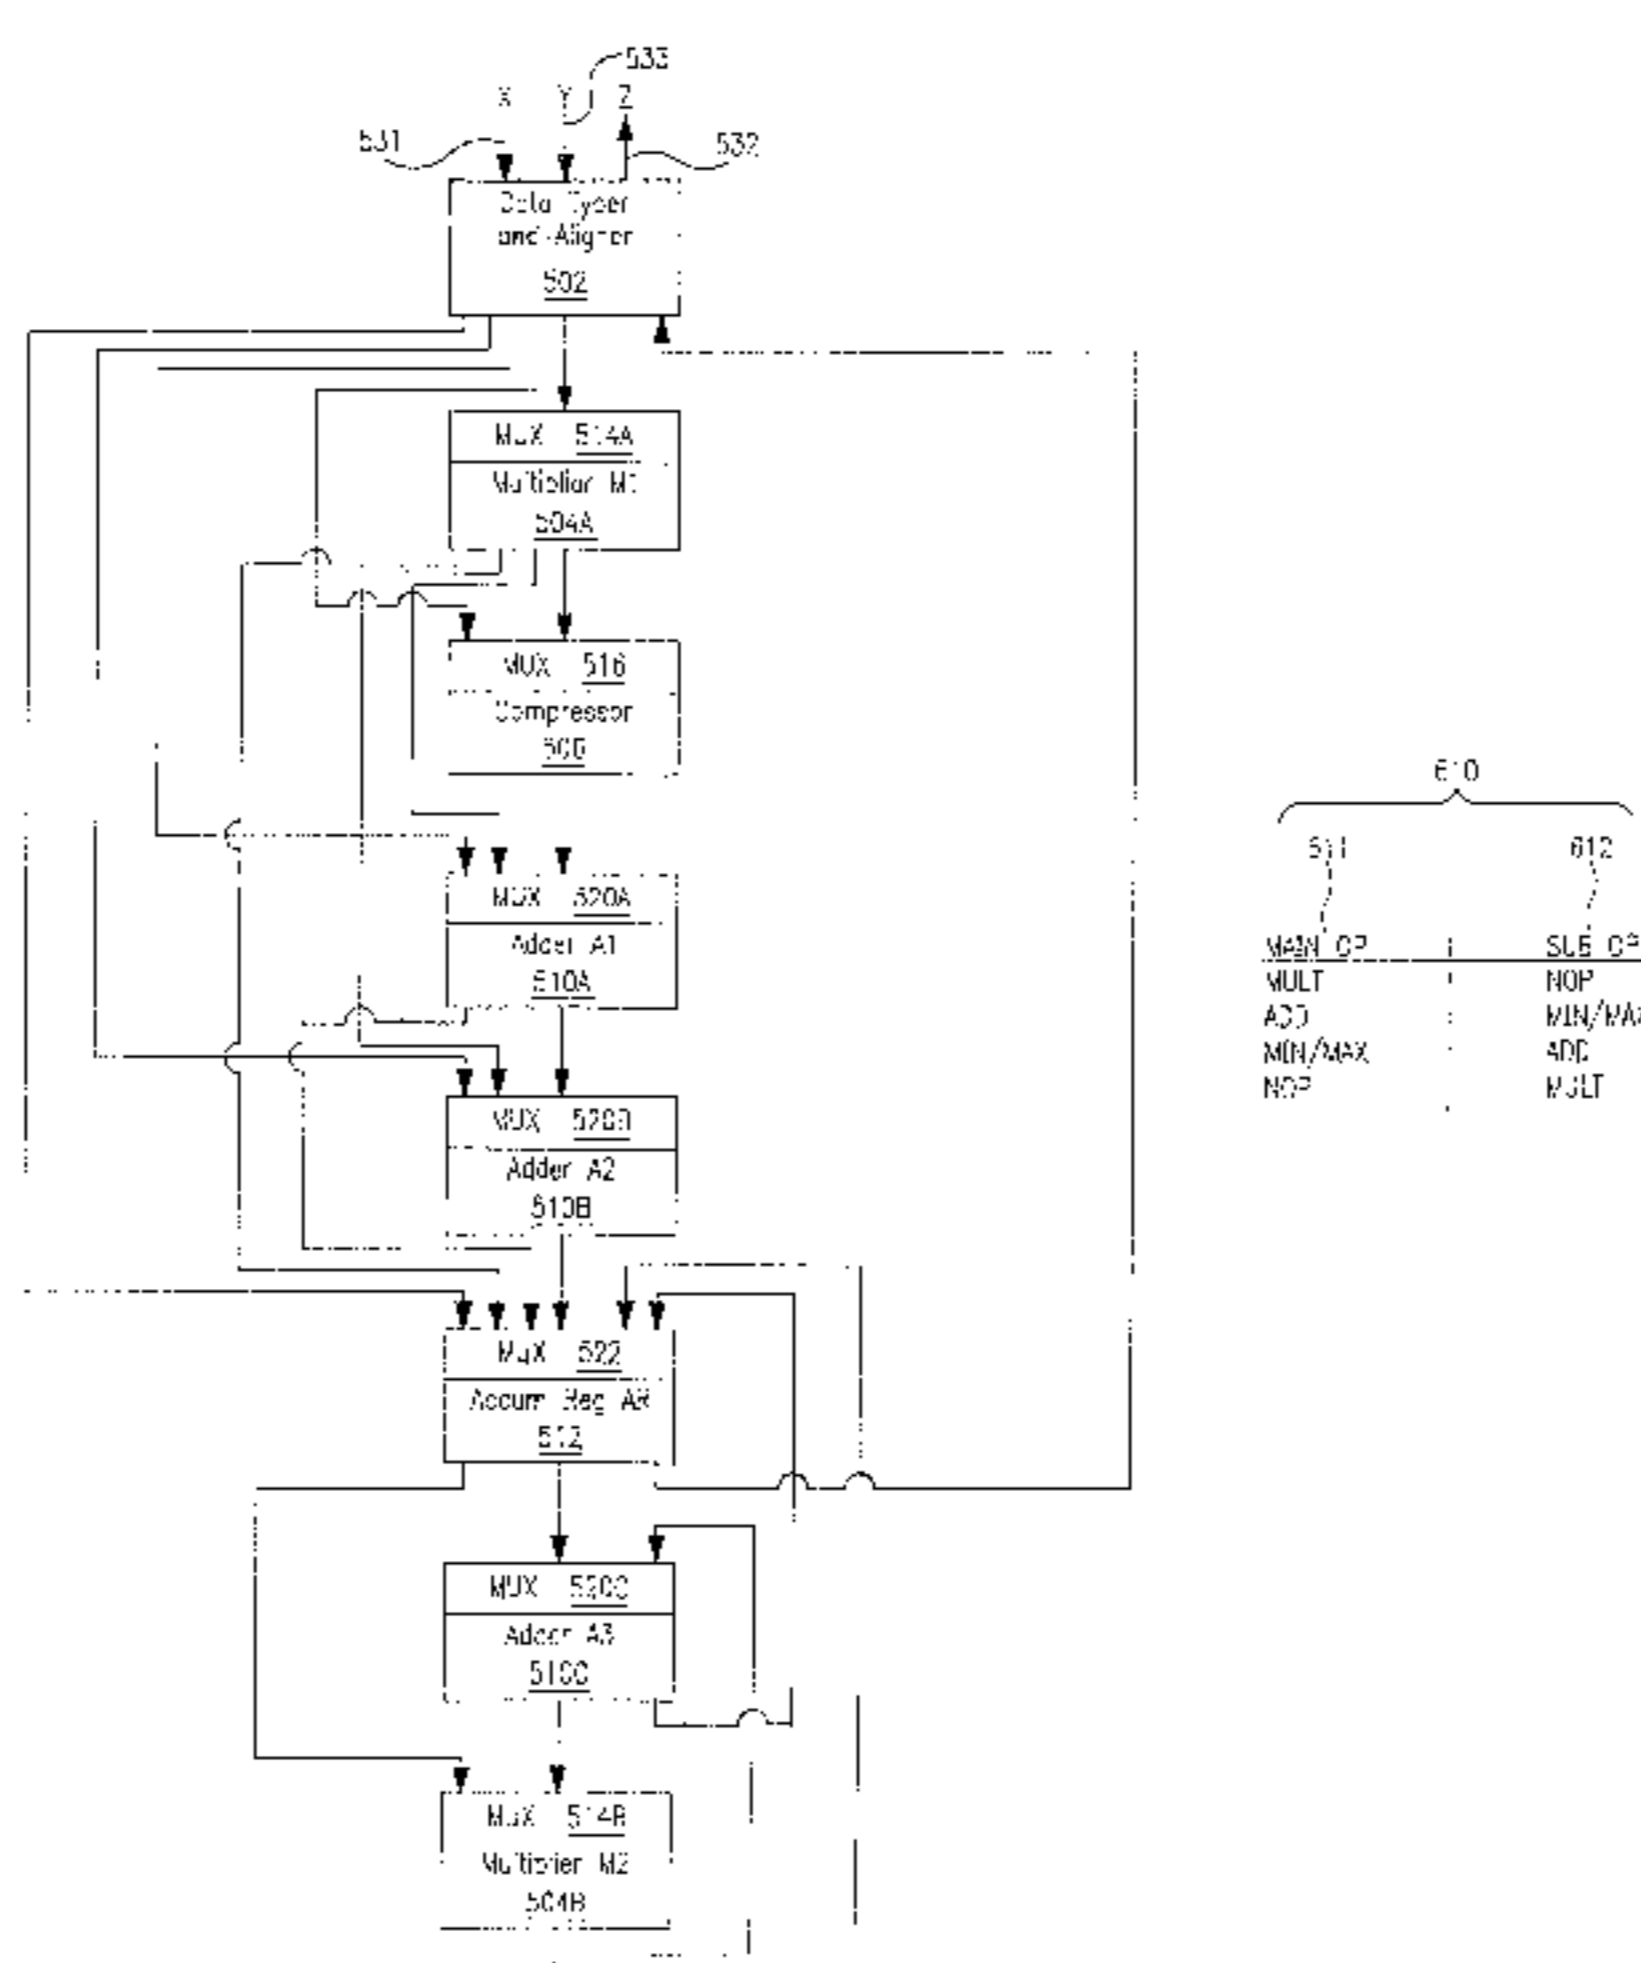 533
X Y Z
531
532
Data Typer
and Aligner
502
MUX 514A
Multiplier M1
504A
MUX 516
Compressor
506
MUX 520A
Adder A1
510A
MUX 520B
Adder A2
510B
MUX 522
Accum Reg AR
512
MUX 520C
Adder A3
510C
MUX 514B
Multiplier M2
504B
610
611 612
MAIN OP SUB OP
MULT NOP
ADD MIN/MAX
MIN/MAX ADD
NOP MULT